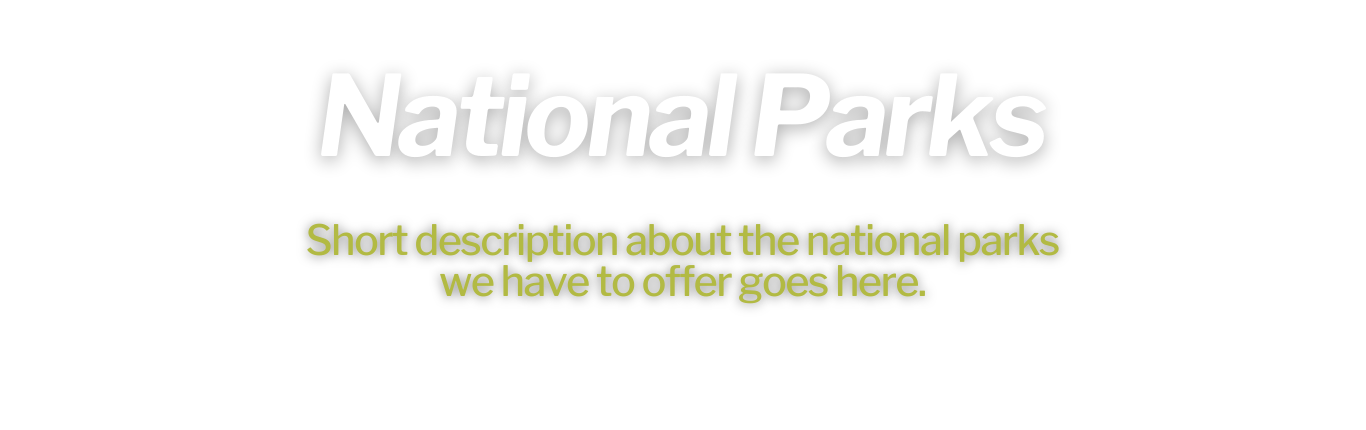 National Parks
Short description about the national parks
we have to offer goes here.